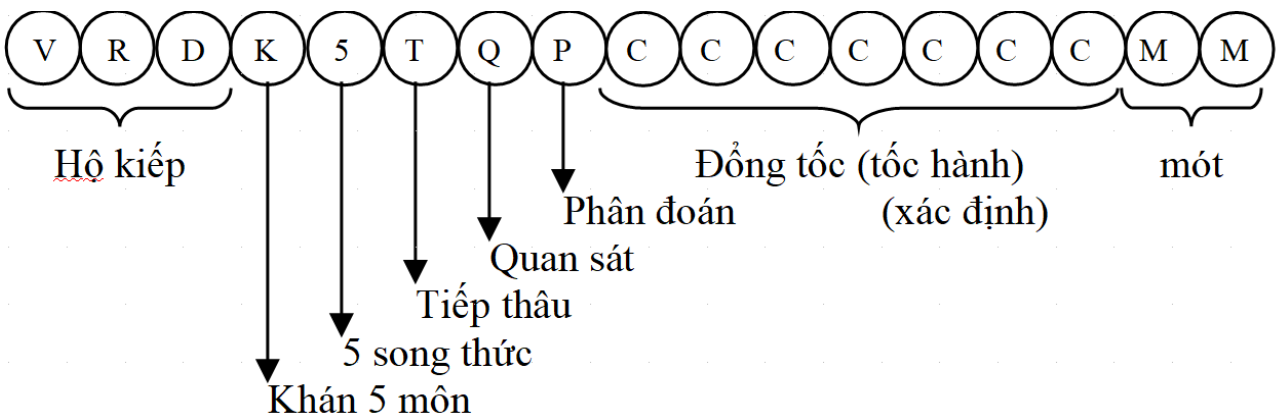 V R D K 5 T Q P C C C C C C C M M
Hộ kiếp Đổng tốc (tốc hành) mót
Phân đoán (xác định)
Quan sát
Tiếp thâu
5 song thức
Khán 5 môn